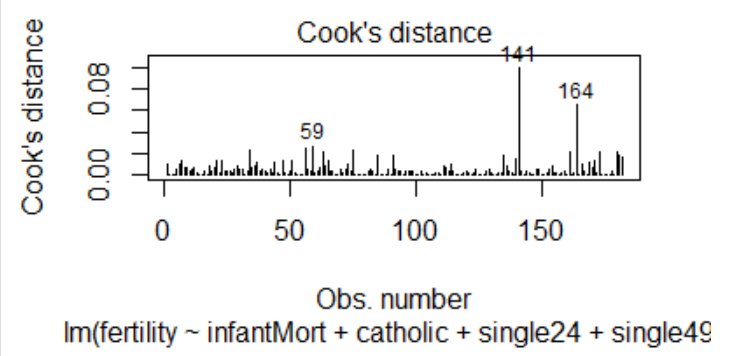 Cook's distance
Cook's distance
0.00 0.08
141
164
59
0 50 100 150
Obs. number
lm(fertility ~ infantMort + catholic + single24 + single49